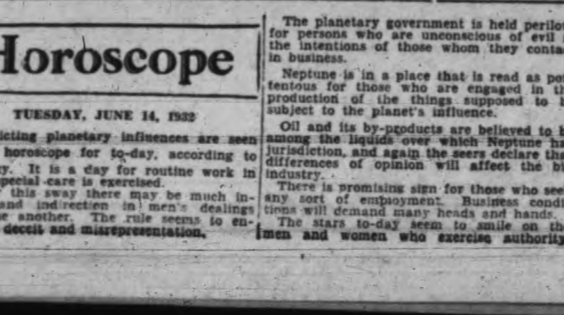 Horoscope
TUESDAY, JUNE 14, 1932
icting planetary influences are seen
horoscope for to-day, according to
y. It is a day for routine work in
special care is exercised.
this sway there may be much in-
and indirection in men's dealings
e another. The rule seems to en-
deceit and misrepresentation.
The planetary government is held perilou
for persons who are unconscious of evil
the intentions of those whom they conta
in business.
Neptune is in a place that is read as por
tentous for those who are engaged in th
production of the things supposed to b
subject to the planet's influence.
Oil and its by-products are believed to b
among the liquids over which Neptune ha
jurisdiction, and again the seers declare tha
differences of opinion will affect the bi
industry.
There is promising sign for those who see
any sort of employment. Business condi
tions will demand many heads and hands.
The stars to-day seem to smile on th
men and women who exercise authority